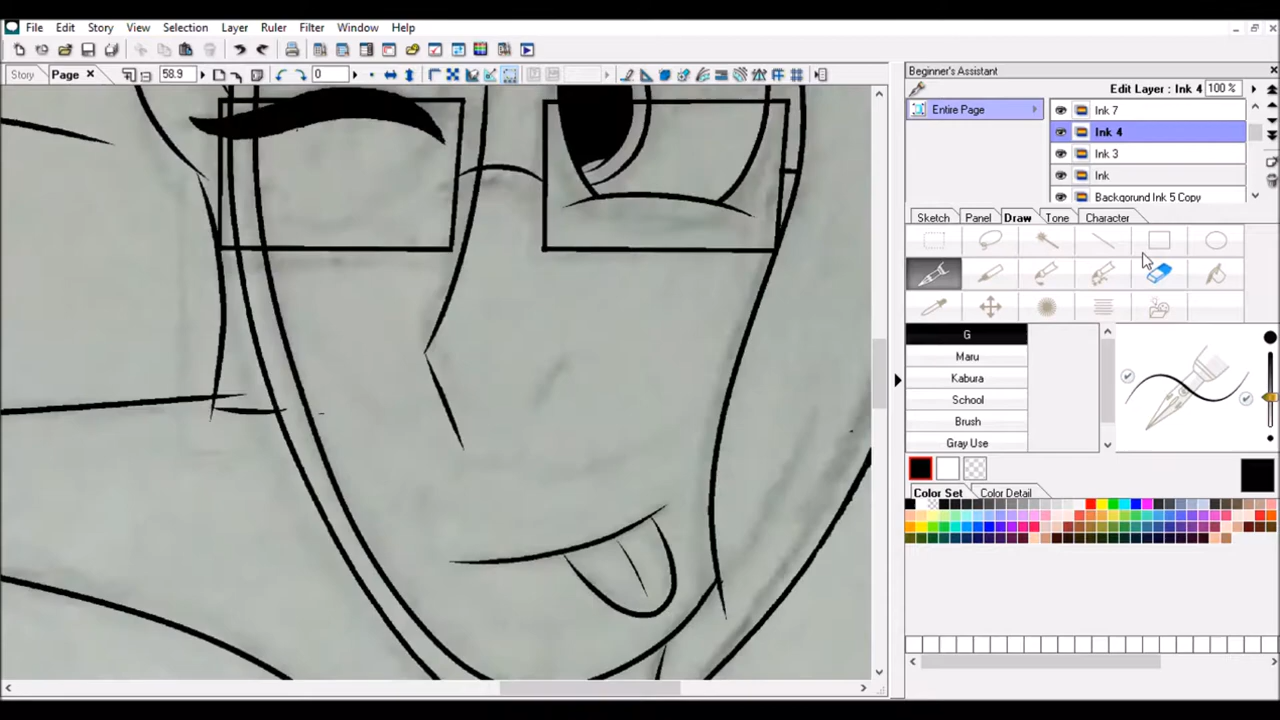 File Edit Story View Selection Layer Ruler Filter Window Help
58.9 0
Story Page
Beginner's Assistant
Edit Layer : Ink 4 100 %
Entire Page
Ink 7
Ink 4
Ink 3
Ink
Backgorund Ink 5 Copy
Sketch Panel Draw Tone Character
G
Maru
Kabura
School
Brush
Gray Use
Color Set Color Detail